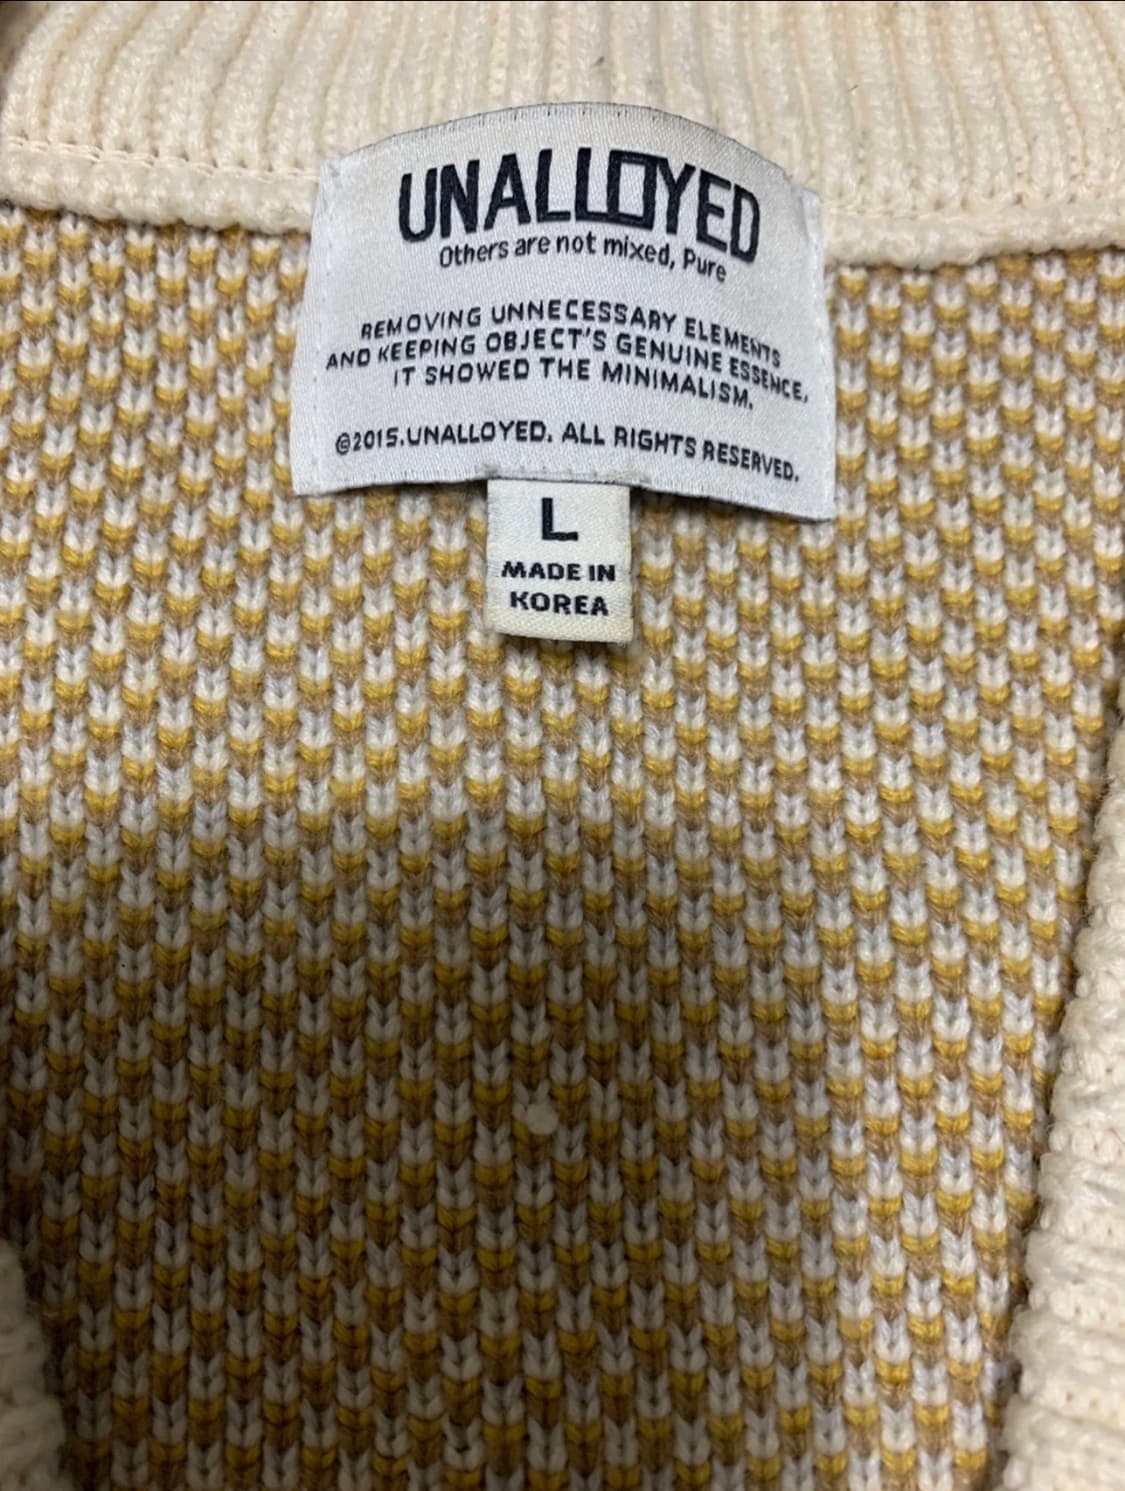 UNALLOYED
Others are not mixed, Pure
REMOVING UNNECESSARY ELEMENTS
AND KEEPING OBJECT'S GENUINE ESSENCE,
IT SHOWED THE MINIMALISM.
©2015.UNALLOYED. ALL RIGHTS RESERVED.
L
MADE IN
KOREA